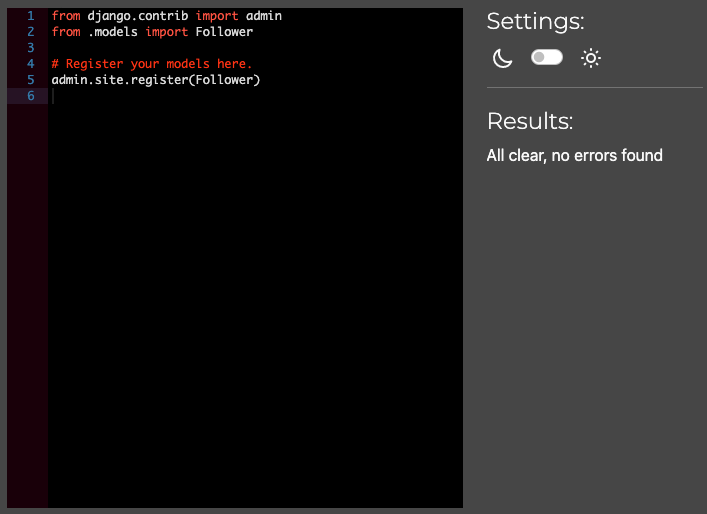 1 from django.contrib import admin
2 from .models import Follower
3
4 # Register your models here.
5 admin.site.register(Follower)
6
Settings:
Results:
All clear, no errors found